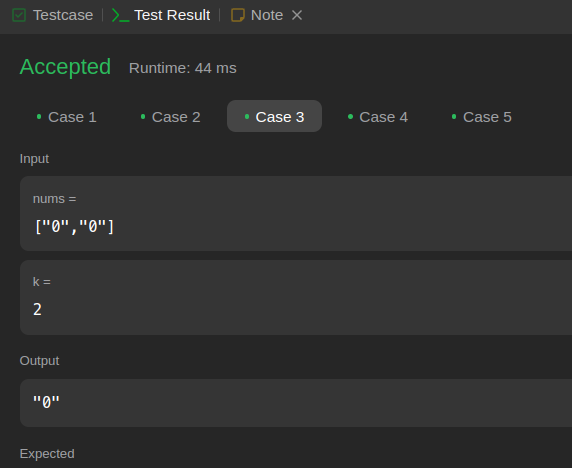 Testcase Test Result Note
Accepted Runtime: 44 ms
Case 1 Case 2 Case 3 Case 4 Case 5
Input
nums =
["0","0"]
k =
2
Output
"0"
Expected